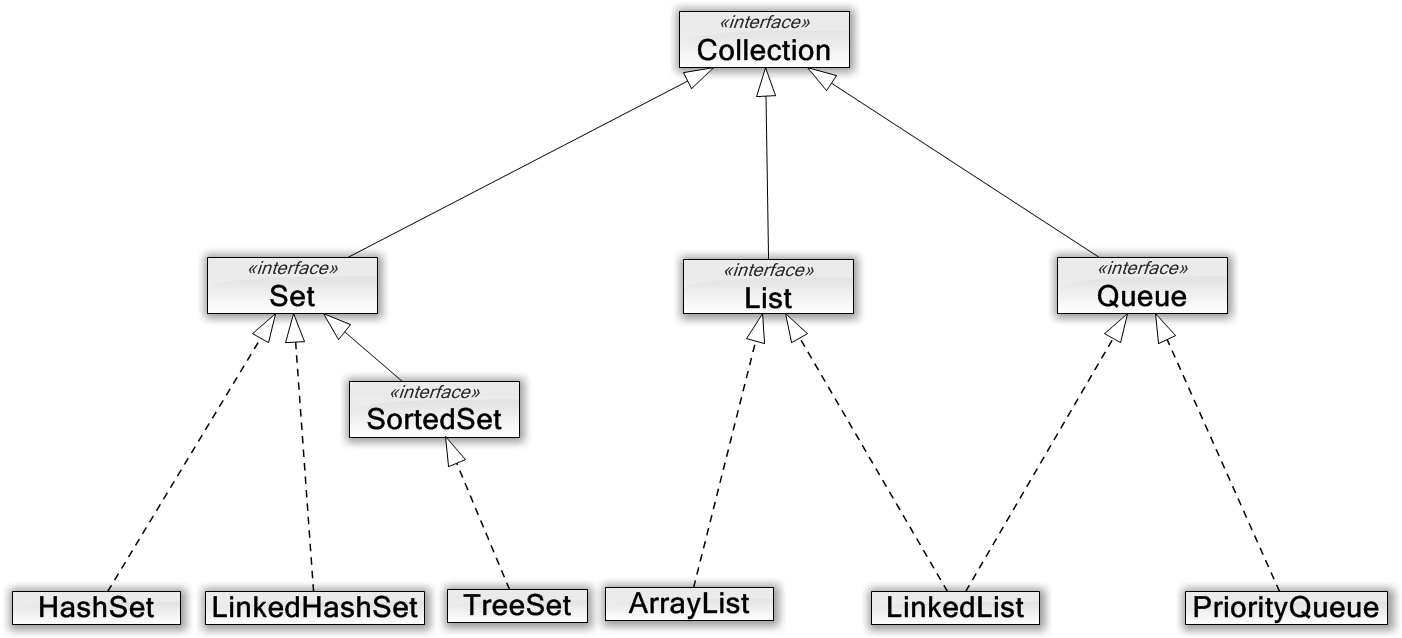 «interface»
Collection
«interface»
Set
«interface»
List
«interface»
Queue
«interface»
SortedSet
HashSet
LinkedHashSet
TreeSet
ArrayList
LinkedList
PriorityQueue